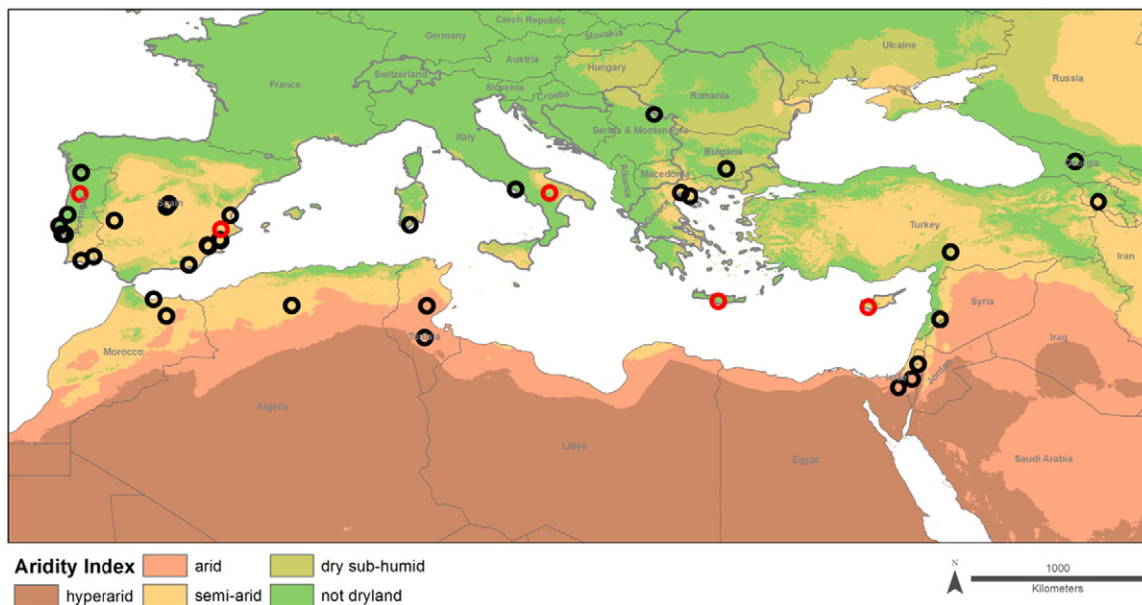 Czech Republic
Germany
Slovakia
Ukraine
Austria
Hungary
Switzerland
Russia
France
Slovenia
Romania
Croatia
Italy
Serbia & Montenegro
Bulgaria
Georgia
Macedonia
Albania
Portugal
Spain
Greece
Turkey
Iran
Syria
Tunisia
Iraq
Morocco
Jordan
Algeria
Libya
Egypt
Saudi Arabia
Aridity Index
arid
dry sub-humid
hyperarid
semi-arid
not dryland
N
1000
Kilometers